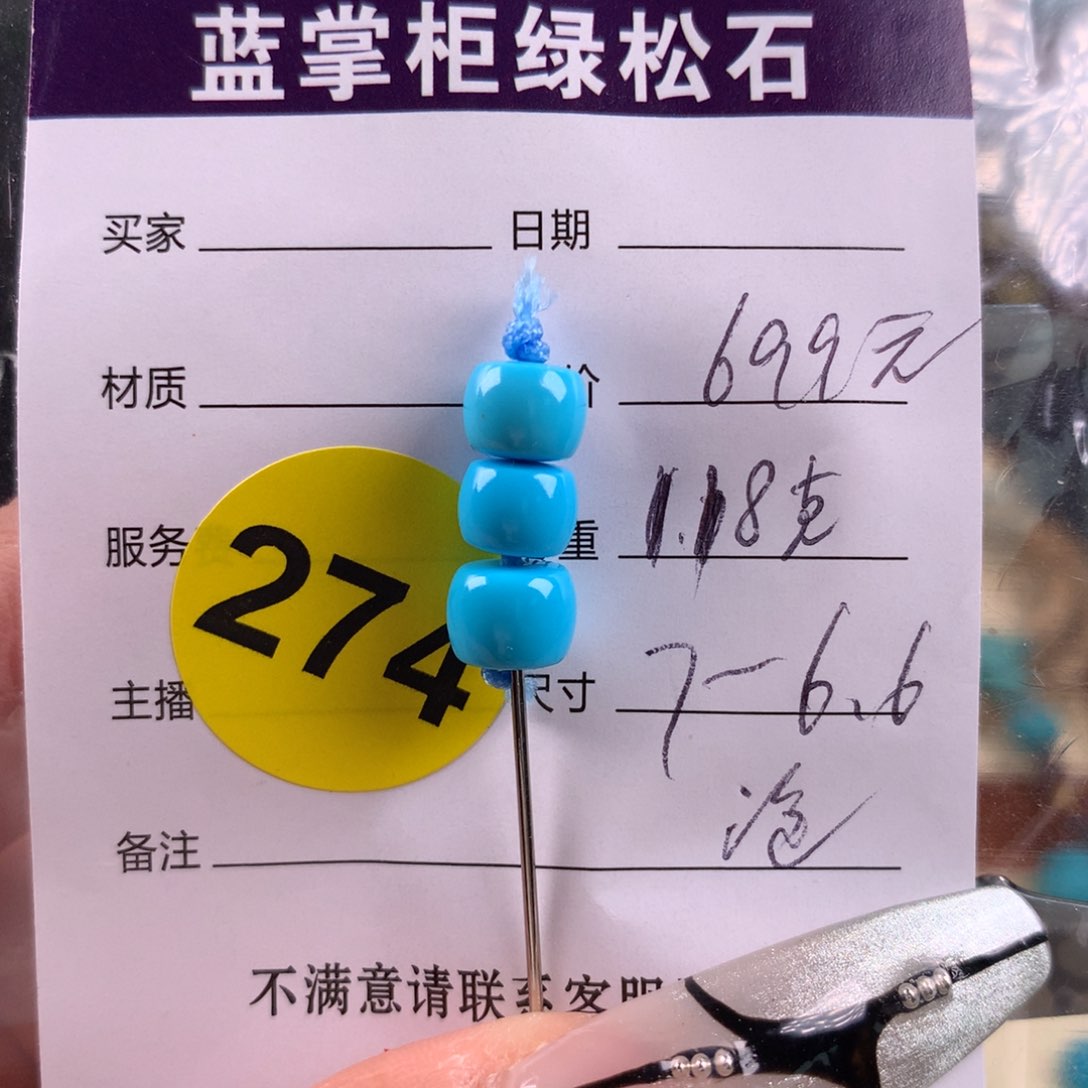 蓝掌柜绿松石
买家 日期
材质 价 699元
服务 重 1.18克
274
主播 尺寸 7-6.6
备注
不满意请联系客服